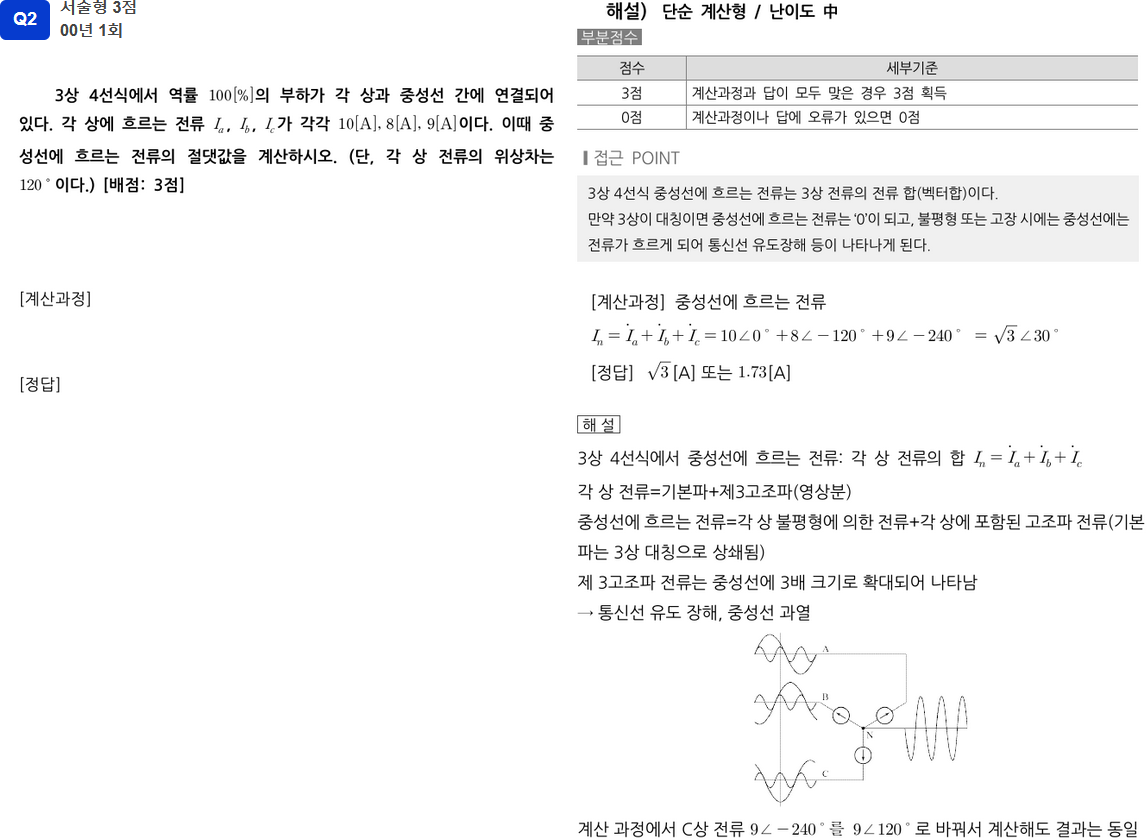 Q2
서술형 3점
00년 1회
3상 4선식에서 역률 100[%]의 부하가 각 상과 중성선 간에 연결되어
있다. 각 상에 흐르는 전류 I_a, I_b, I_c가 각각 10[A], 8[A], 9[A]이다. 이때 중
성선에 흐르는 전류의 절댓값을 계산하시오. (단, 각 상 전류의 위상차는
120°이다.) [배점: 3점]
[계산과정]
[정답]
해설) 단순 계산형 / 난이도 中
부분점수
점수 세부기준
3점 계산과정과 답이 모두 맞은 경우 3점 획득
0점 계산과정이나 답에 오류가 있으면 0점
접근 POINT
3상 4선식 중성선에 흐르는 전류는 3상 전류의 전류 합(벡터합)이다.
만약 3상이 대칭이면 중성선에 흐르는 전류는 '0'이 되고, 불평형 또는 고장 시에는 중성선에는
전류가 흐르게 되어 통신선 유도장해 등이 나타나게 된다.
[계산과정] 중성선에 흐르는 전류
I_n = İ_a + İ_b + İ_c = 10∠0° + 8∠−120° + 9∠−240° = √3∠30°
[정답] √3[A] 또는 1.73[A]
해 설
3상 4선식에서 중성선에 흐르는 전류: 각 상 전류의 합 I_n = İ_a + İ_b + İ_c
각 상 전류=기본파+제3고조파(영상분)
중성선에 흐르는 전류=각 상 불평형에 의한 전류+각 상에 포함된 고조파 전류(기본
파는 3상 대칭으로 상쇄됨)
제 3고조파 전류는 중성선에 3배 크기로 확대되어 나타남
→ 통신선 유도 장해, 중성선 과열
A
B
N
C
계산 과정에서 C상 전류 9∠−240°를 9∠120°로 바꿔서 계산해도 결과는 동일